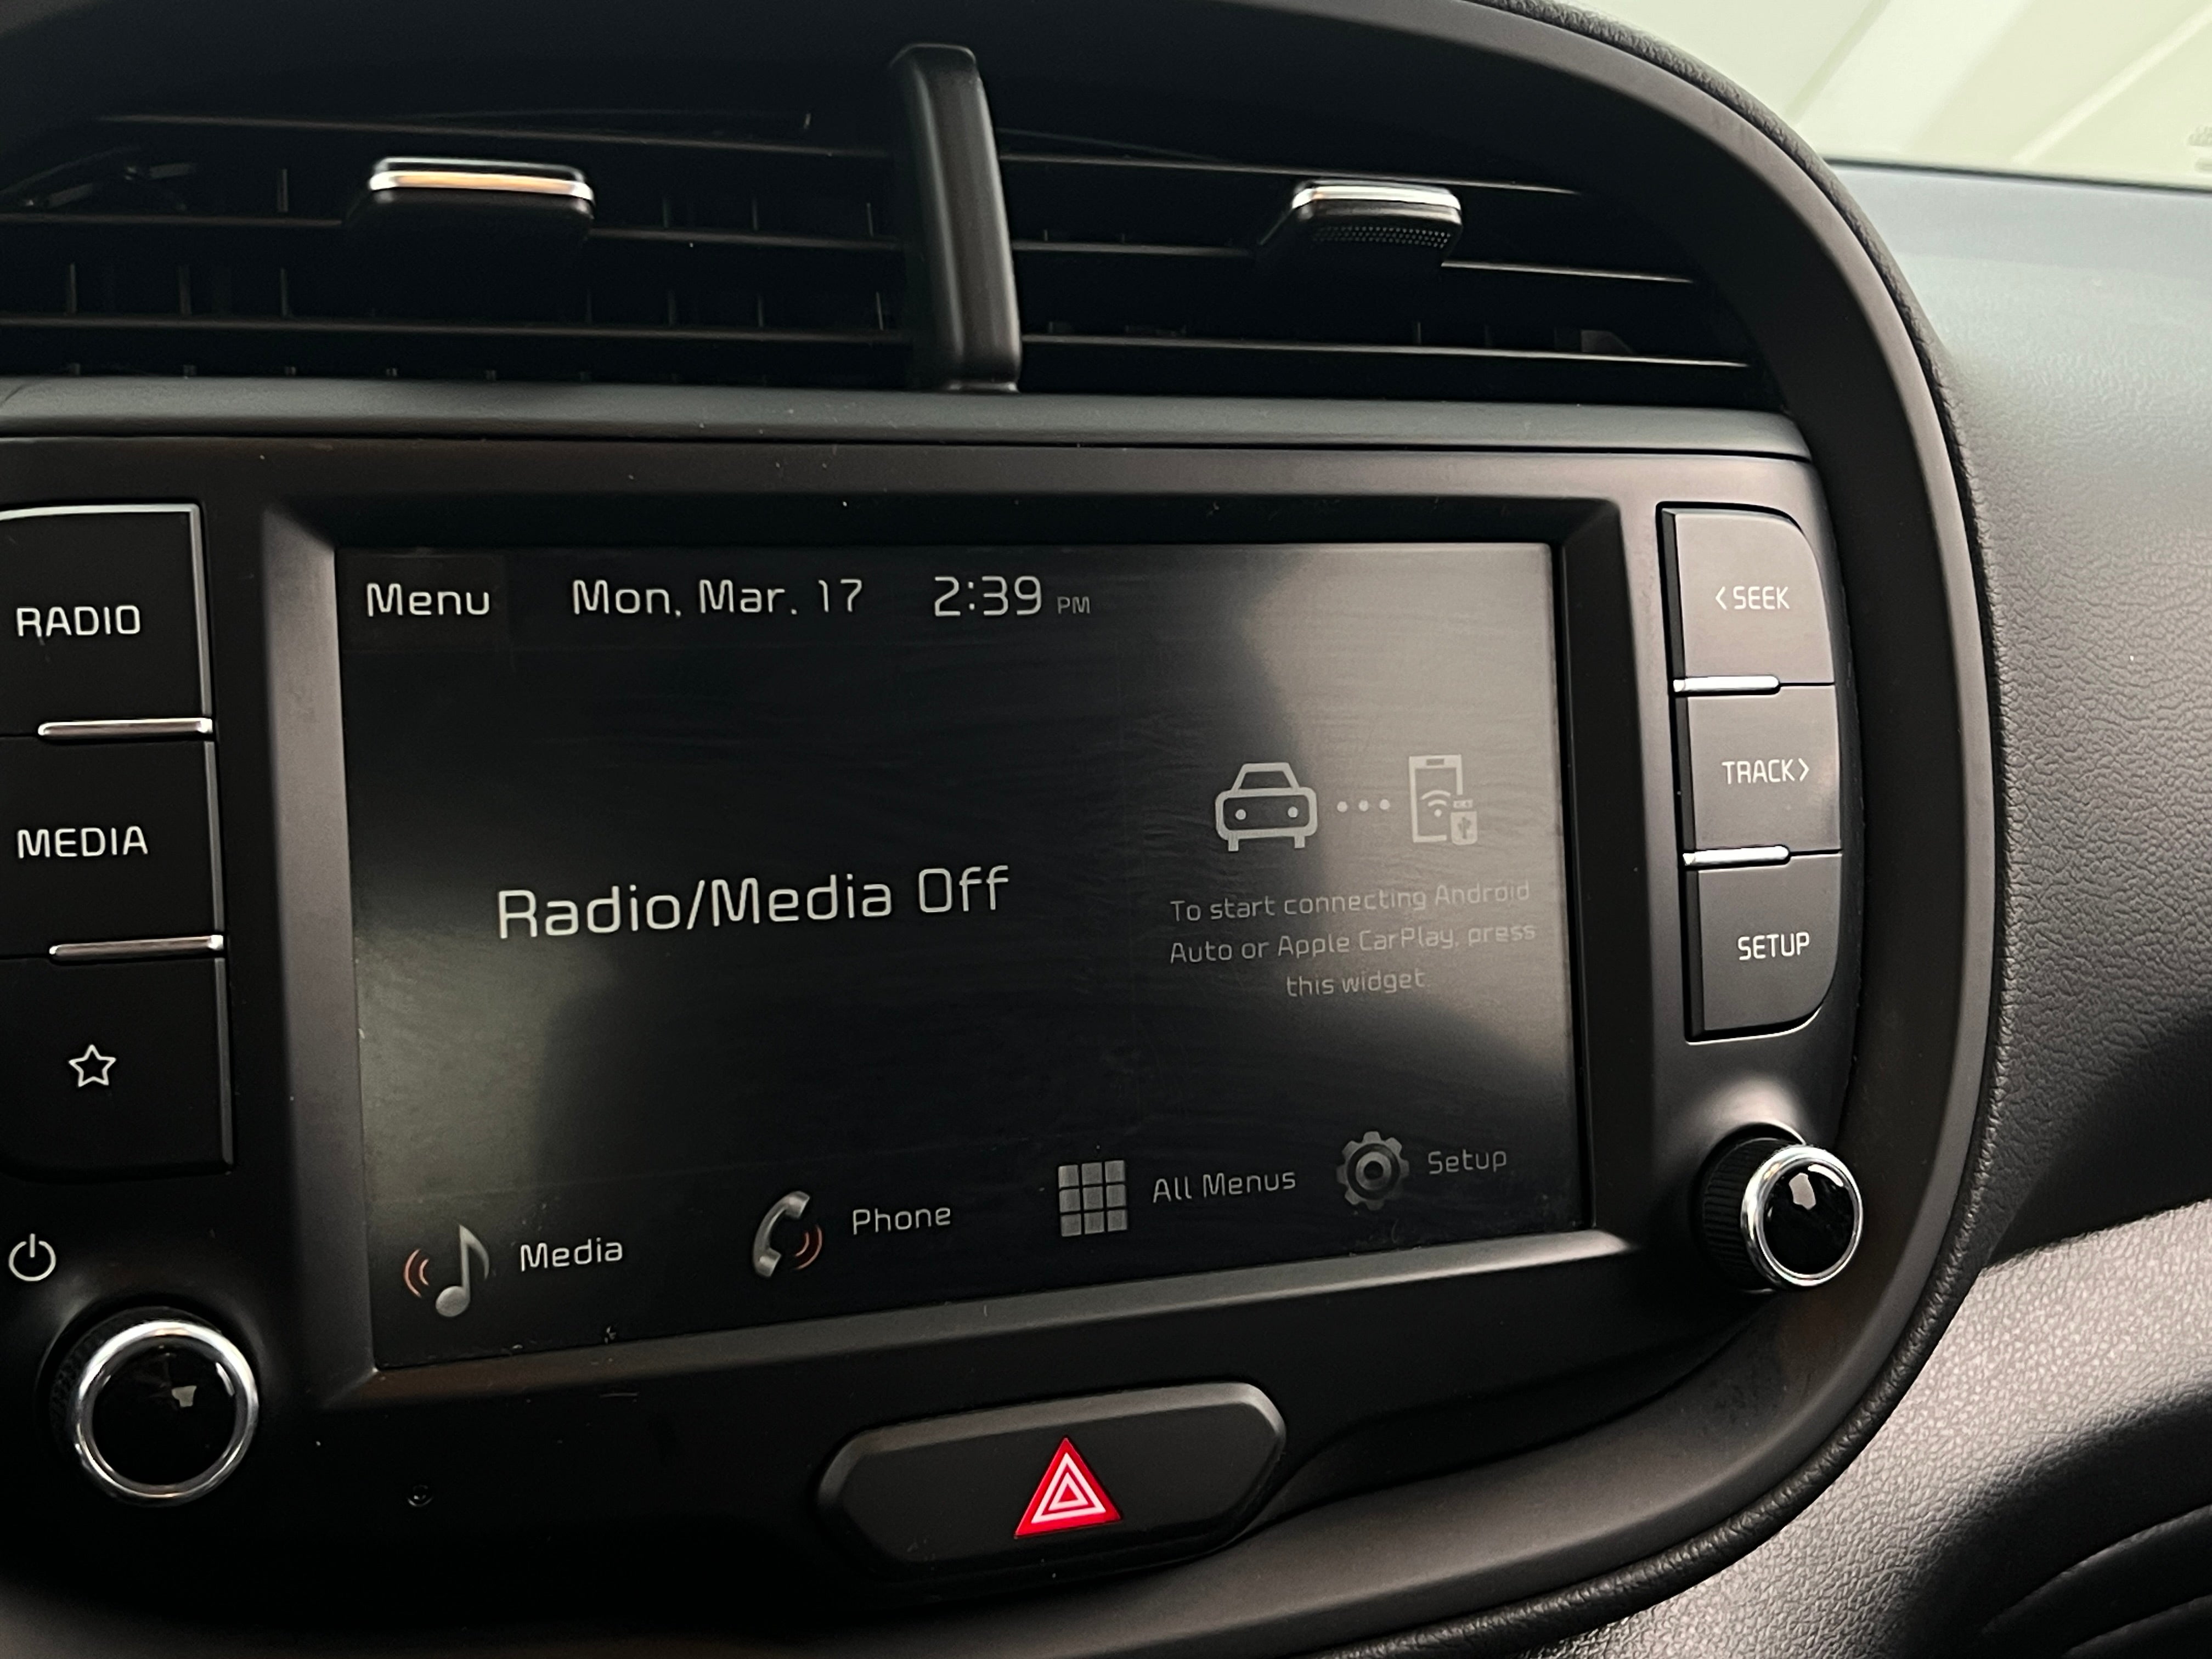 Menu Mon, Mar. 17 2:39 PM
RADIO
MEDIA
Radio/Media Off
To start connecting Android
Auto or Apple CarPlay, press
this widget.
Media
Phone
All Menus
Setup
<SEEK
TRACK>
SETUP